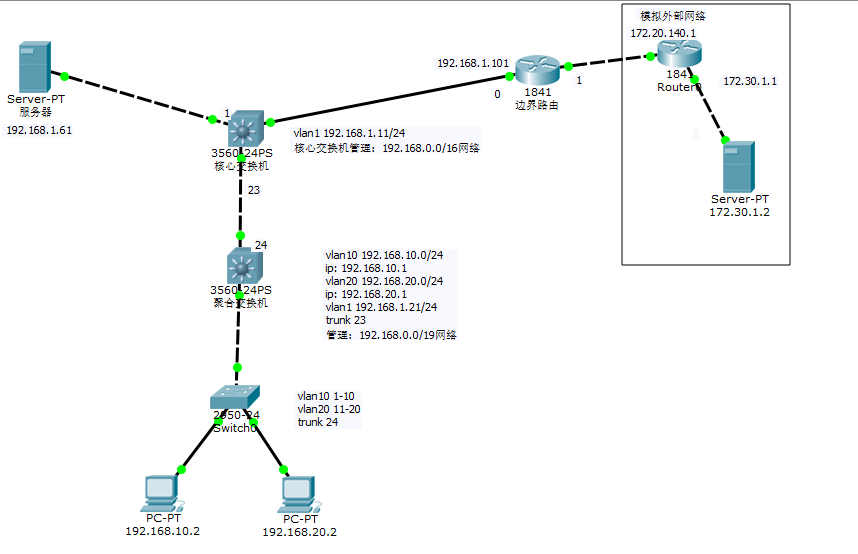 模拟外部网络
172.20.140.1
1841
Router0
172.30.1.1
Server-PT
172.30.1.2
192.168.1.101
0
1841
边界路由
1
Server-PT
服务器
192.168.1.61
1
3560-24PS
核心交换机
vlan1 192.168.1.11/24
核心交换机管理：192.168.0.0/16网络
23
24
3560-24PS
聚合交换机
vlan10 192.168.10.0/24
ip: 192.168.10.1
vlan20 192.168.20.0/24
ip: 192.168.20.1
vlan1 192.168.1.21/24
trunk 23
管理：192.168.0.0/19网络
2950-24
Switch0
vlan10 1-10
vlan20 11-20
trunk 24
PC-PT
192.168.10.2
PC-PT
192.168.20.2